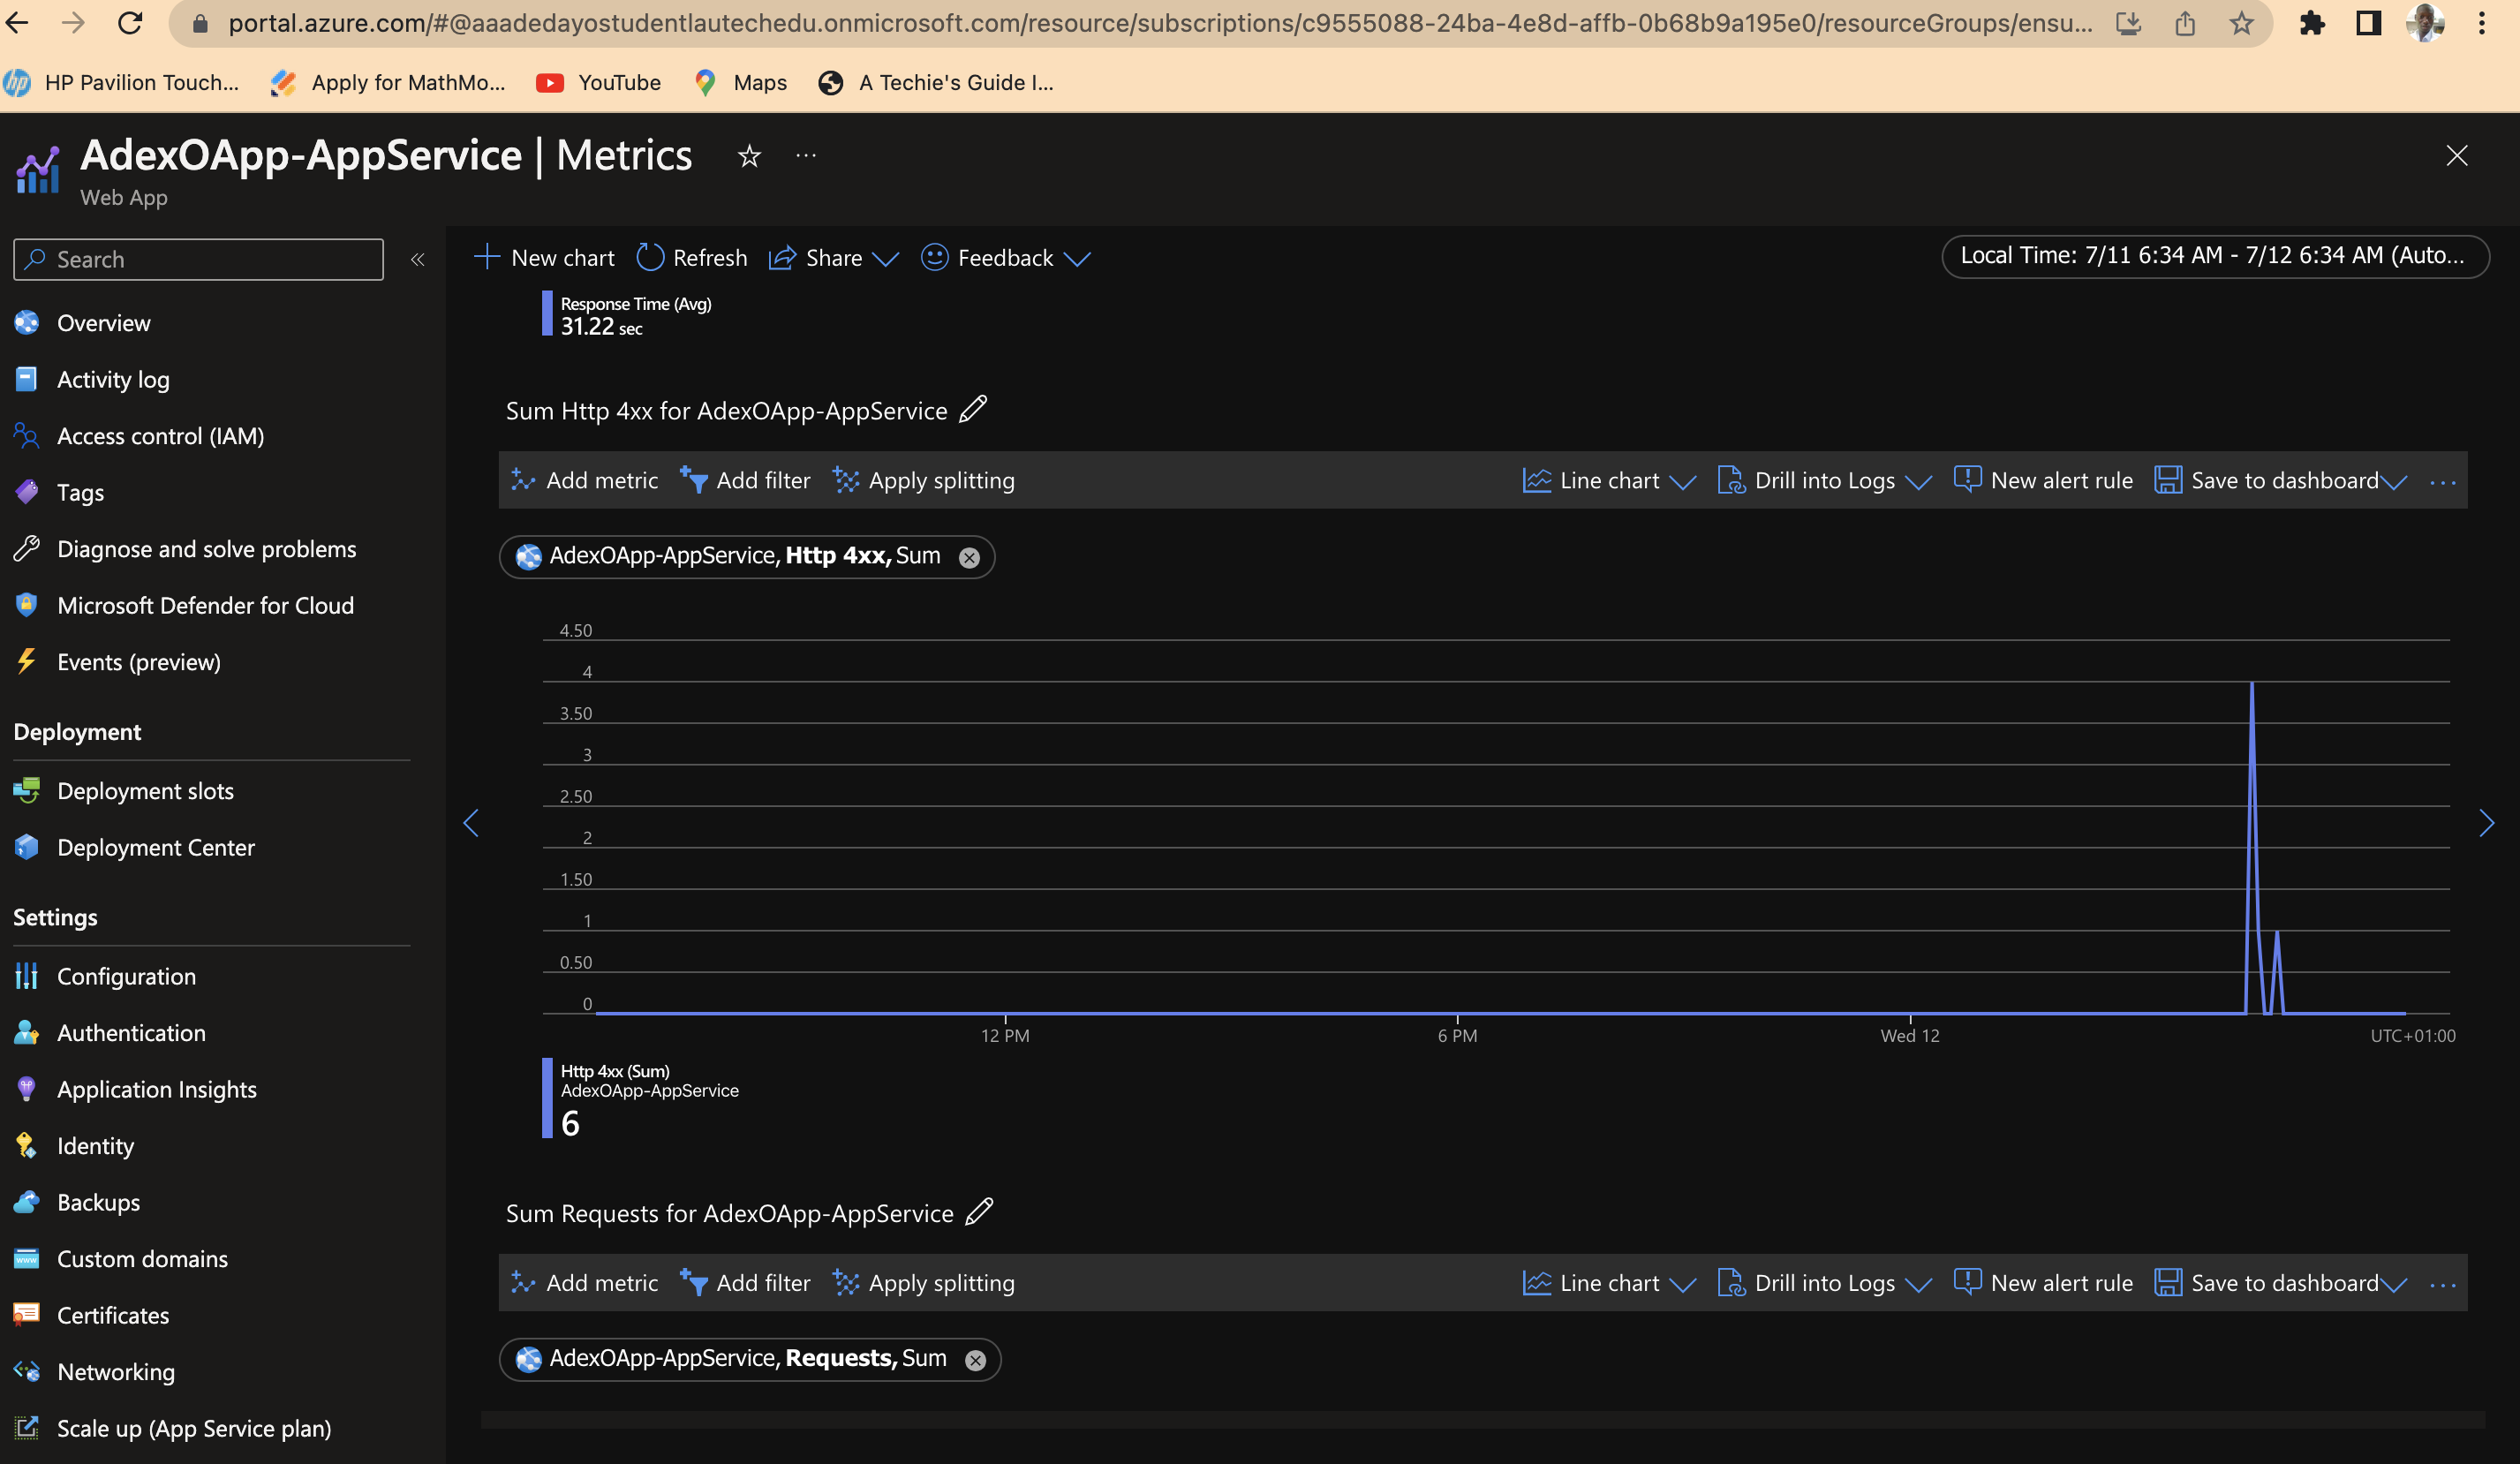 portal.azure.com/#@aaadedayostudentlautechedu.onmicrosoft.com/resource/subscriptions/c9555088-24ba-4e8d-affb-0b68b9a195e0/resourceGroups/ensu...
HP Pavilion Touch...
Apply for MathMo...
YouTube
Maps
A Techie's Guide I...
AdexOApp-AppService | Metrics
Web App
Search
Overview
Activity log
Access control (IAM)
Tags
Diagnose and solve problems
Microsoft Defender for Cloud
Events (preview)
Deployment
Deployment slots
Deployment Center
Settings
Configuration
Authentication
Application Insights
Identity
Backups
Custom domains
Certificates
Networking
Scale up (App Service plan)
New chart
Refresh
Share
Feedback
Local Time: 7/11 6:34 AM - 7/12 6:34 AM (Auto...
Response Time (Avg)
31.22 sec
Sum Http 4xx for AdexOApp-AppService
Add metric
Add filter
Apply splitting
Line chart
Drill into Logs
New alert rule
Save to dashboard
AdexOApp-AppService, Http 4xx, Sum
4.50
4
3.50
3
2.50
2
1.50
1
0.50
0
12 PM
6 PM
Wed 12
UTC+01:00
Http 4xx (Sum)
AdexOApp-AppService
6
Sum Requests for AdexOApp-AppService
Add metric
Add filter
Apply splitting
Line chart
Drill into Logs
New alert rule
Save to dashboard
AdexOApp-AppService, Requests, Sum